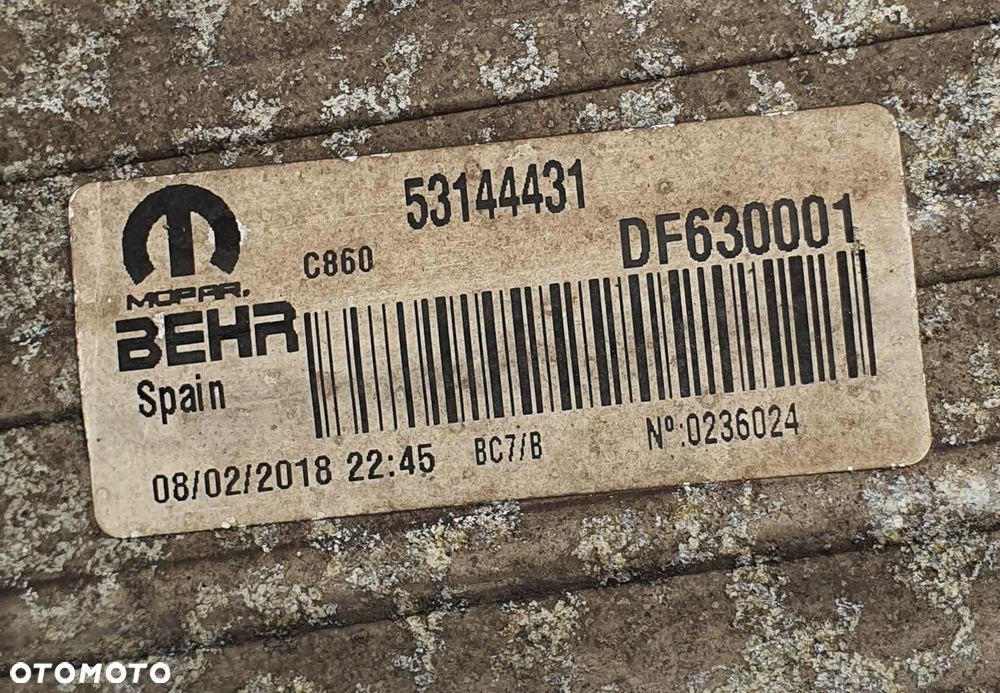 53144431
C860
DF630001
MOPAR.
BEHR
Spain
08/02/2018 22:45
BC7/B
Nº:0236024
OTOMOTO